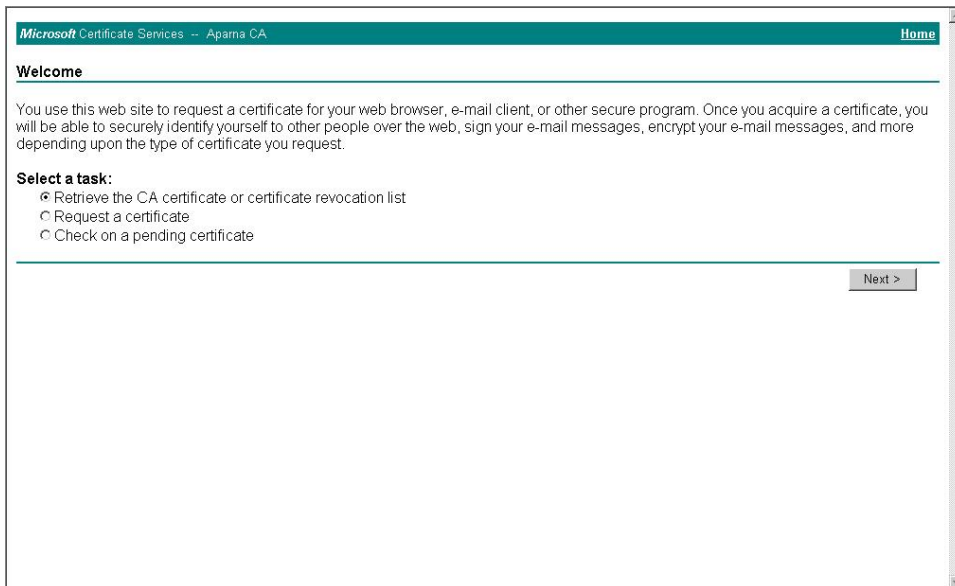 Microsoft Certificate Services -- Aparna CA
Home
Welcome
You use this web site to request a certificate for your web browser, e-mail client, or other secure program. Once you acquire a certificate, you
will be able to securely identify yourself to other people over the web, sign your e-mail messages, encrypt your e-mail messages, and more
depending upon the type of certificate you request.
Select a task:
Retrieve the CA certificate or certificate revocation list
Request a certificate
Check on a pending certificate
Next >